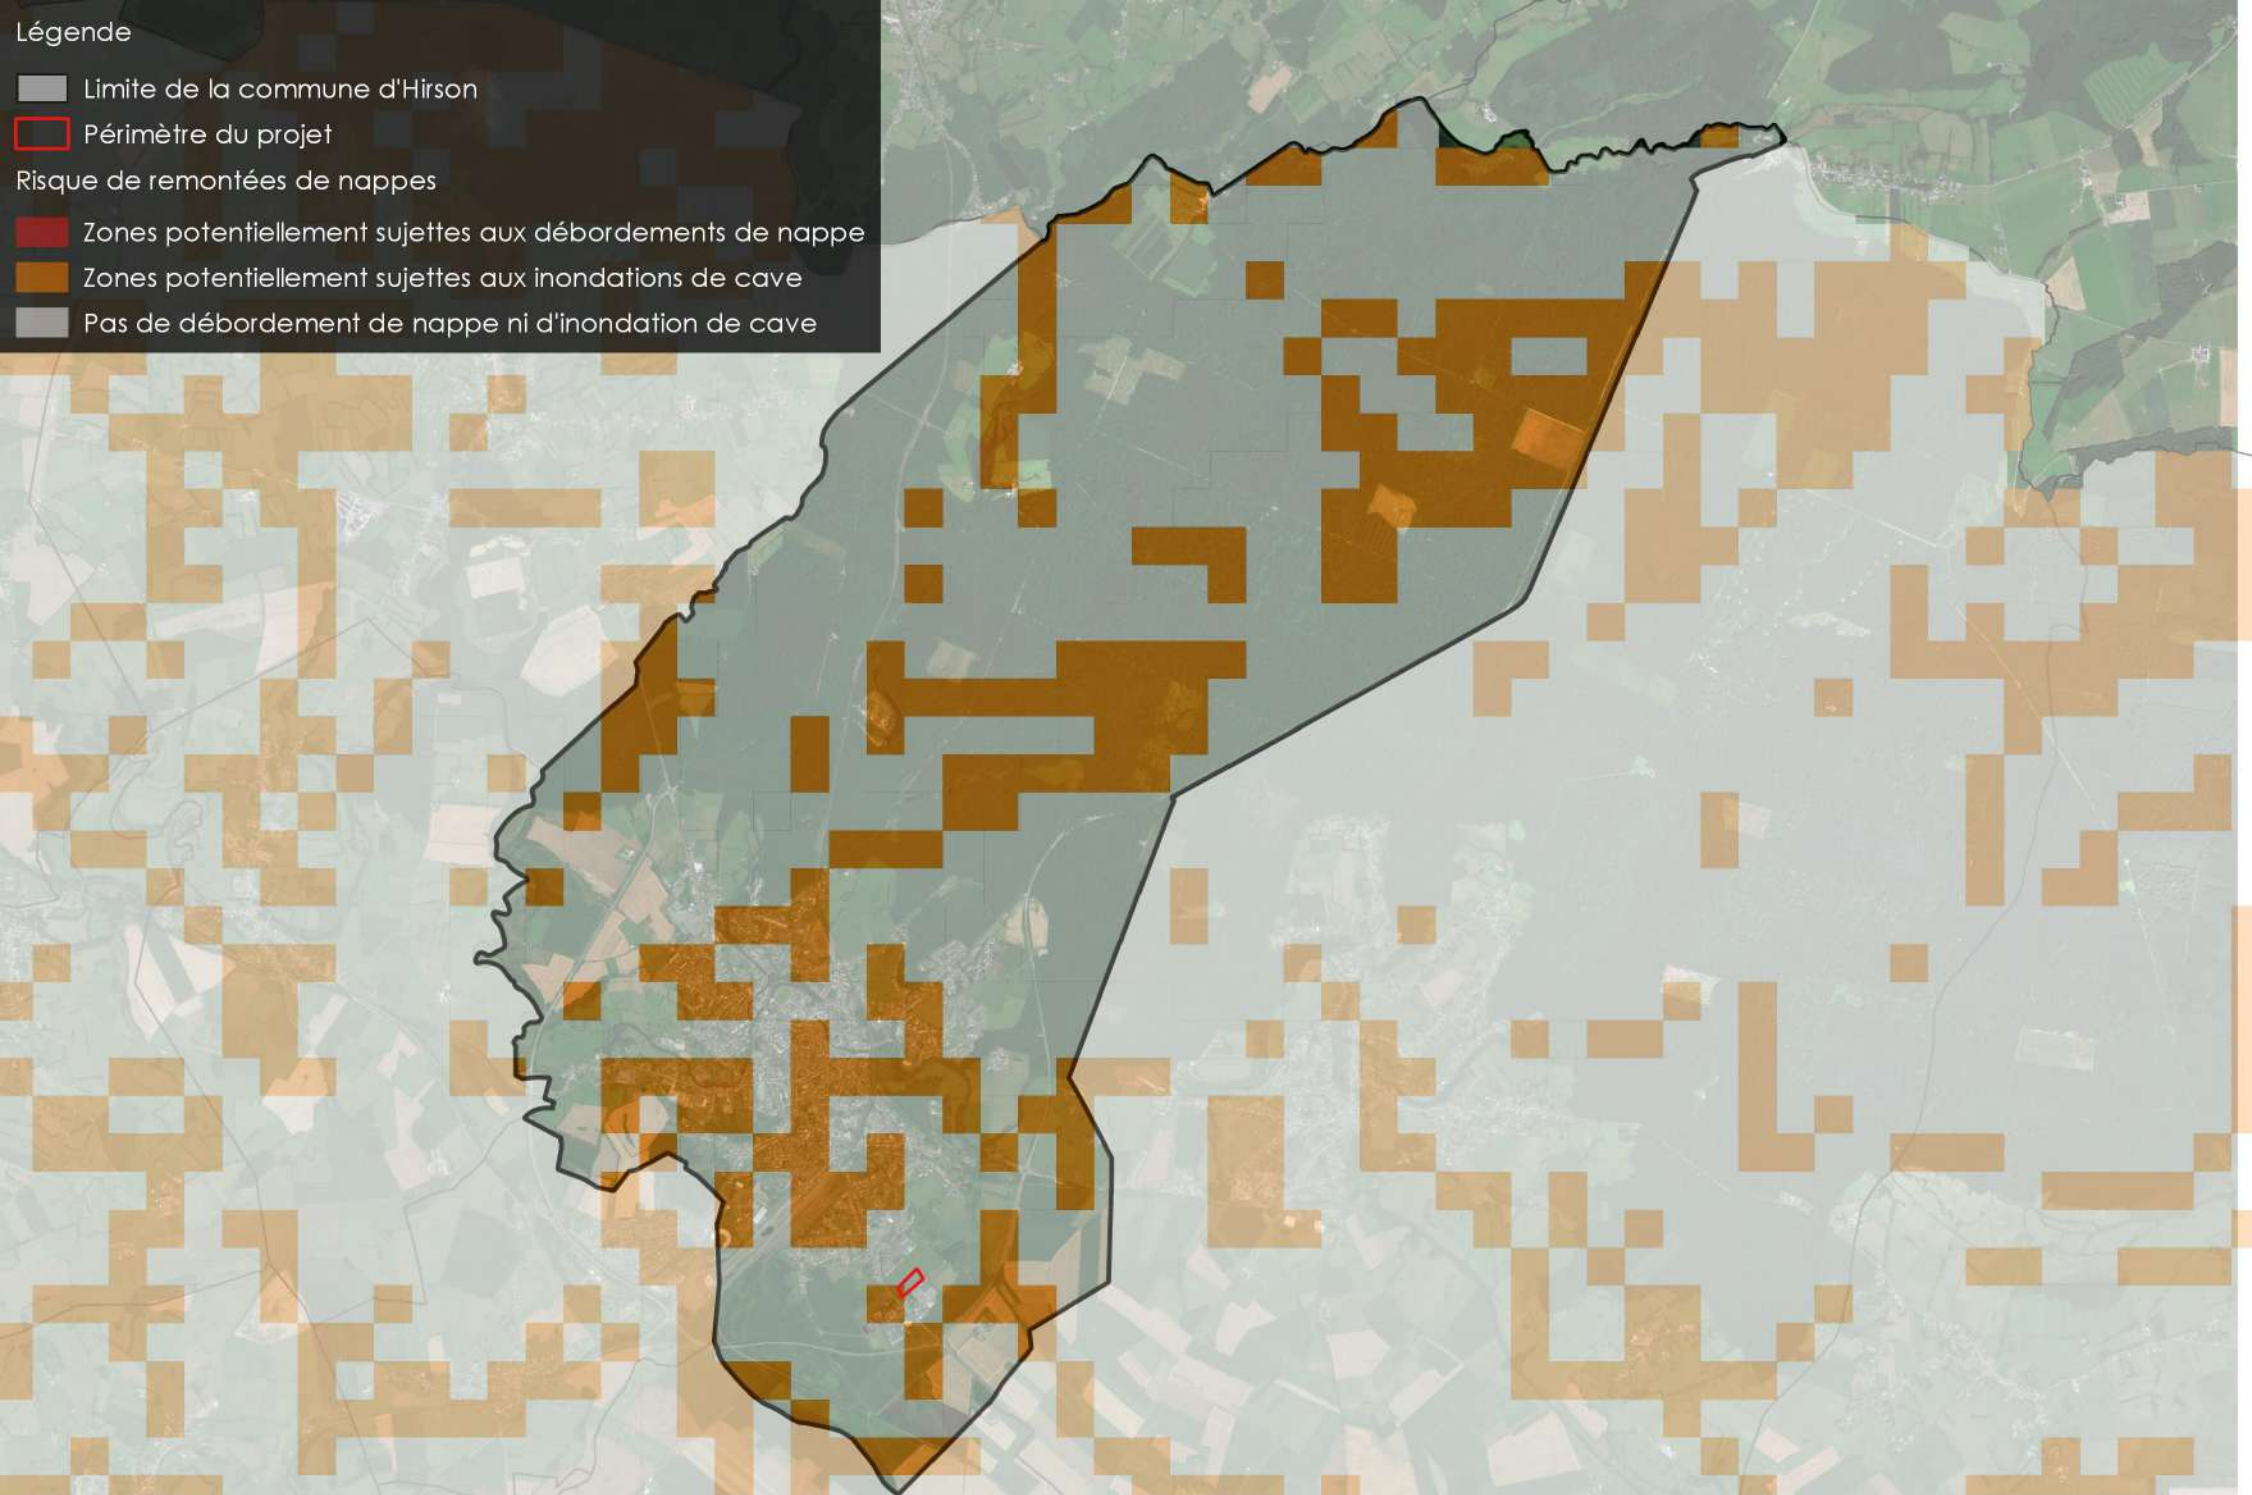 Légende
Limite de la commune d'Hirson
Périmètre du projet
Risque de remontées de nappes
Zones potentiellement sujettes aux débordements de nappe
Zones potentiellement sujettes aux inondations de cave
Pas de débordement de nappe ni d'inondation de cave